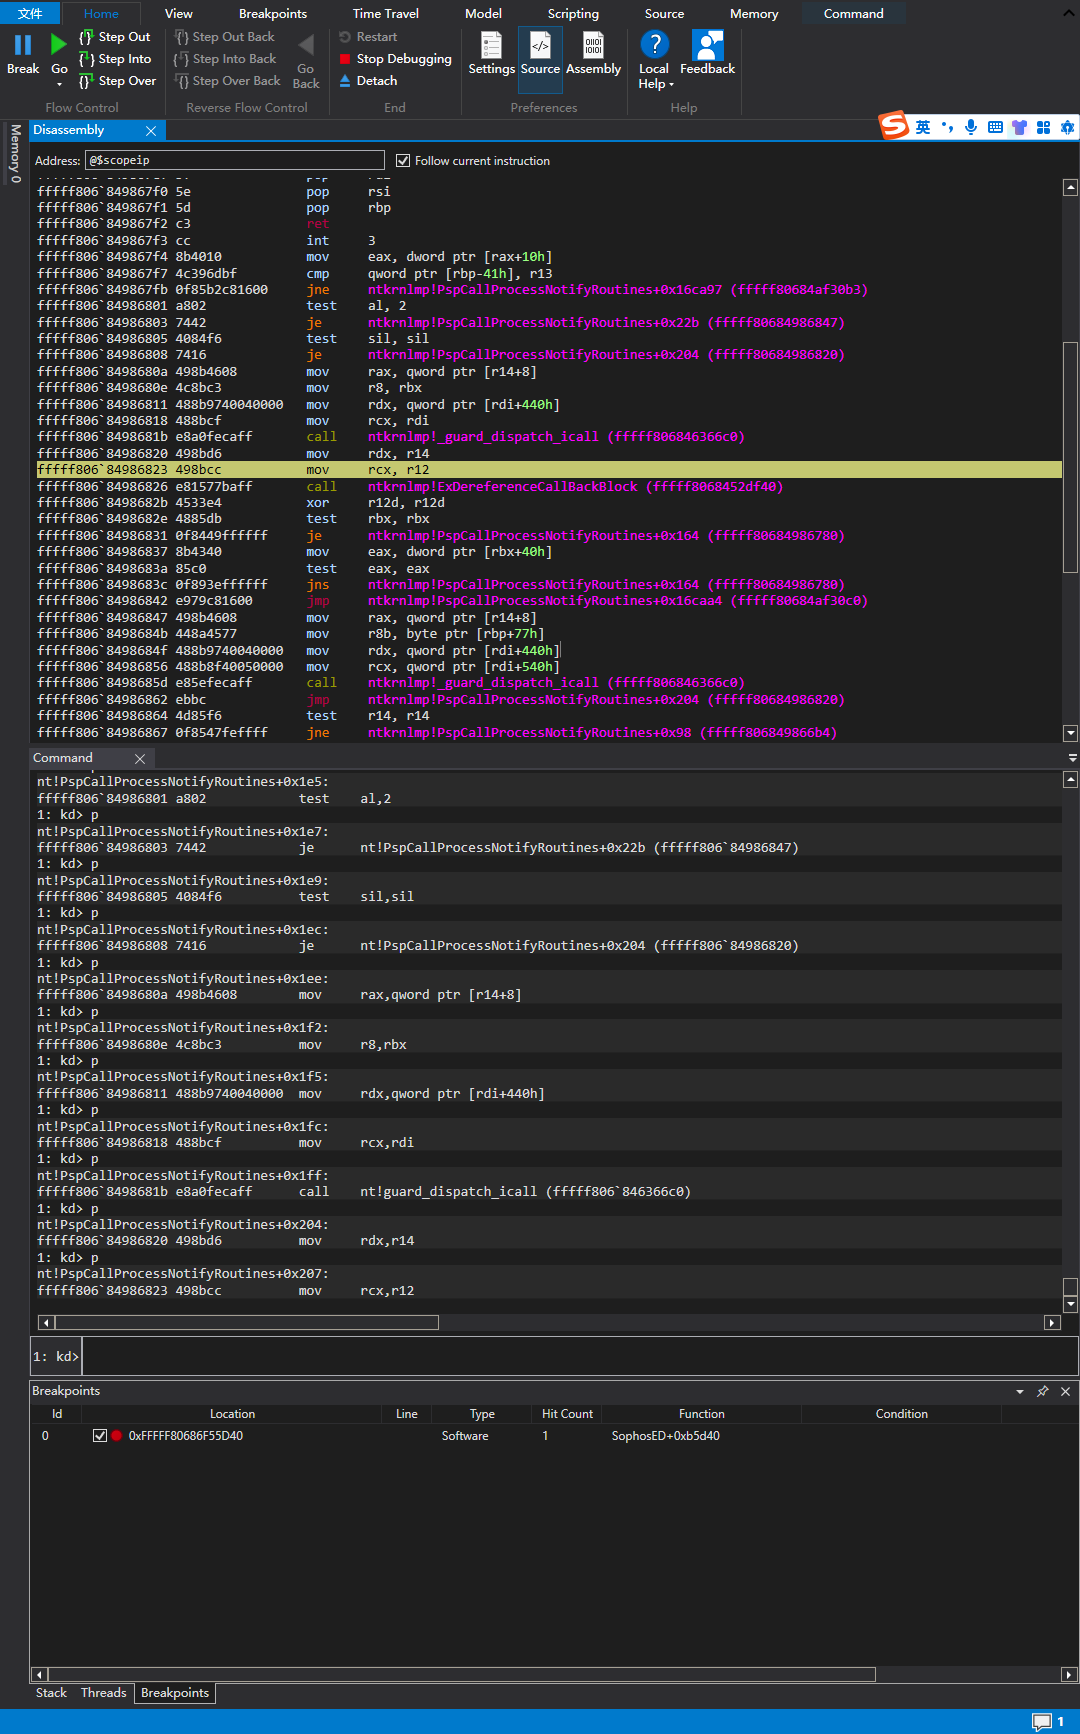 文件 Home View Breakpoints Time Travel Model Scripting Source Memory Command
Break Go Step Out Step Into Step Over
Flow Control
Step Out Back Step Into Back Step Over Back Go Back
Reverse Flow Control
Restart Stop Debugging Detach
End
Settings Source Assembly
Preferences
Local Help Feedback
Help
英
Memory 0
Disassembly
Address: @$scopeip Follow current instruction
fffff806`849867f0 5e pop rsi
fffff806`849867f1 5d pop rbp
fffff806`849867f2 c3 ret
fffff806`849867f3 cc int 3
fffff806`849867f4 8b4010 mov eax, dword ptr [rax+10h]
fffff806`849867f7 4c396dbf cmp qword ptr [rbp-41h], r13
fffff806`849867fb 0f85b2c81600 jne ntkrnlmp!PspCallProcessNotifyRoutines+0x16ca97 (fffff80684af30b3)
fffff806`84986801 a802 test al, 2
fffff806`84986803 7442 je ntkrnlmp!PspCallProcessNotifyRoutines+0x22b (fffff80684986847)
fffff806`84986805 4084f6 test sil, sil
fffff806`84986808 7416 je ntkrnlmp!PspCallProcessNotifyRoutines+0x204 (fffff80684986820)
fffff806`8498680a 498b4608 mov rax, qword ptr [r14+8]
fffff806`8498680e 4c8bc3 mov r8, rbx
fffff806`84986811 488b9740040000 mov rdx, qword ptr [rdi+440h]
fffff806`84986818 488bcf mov rcx, rdi
fffff806`8498681b e8a0fecaff call ntkrnlmp!_guard_dispatch_icall (fffff806846366c0)
fffff806`84986820 498bd6 mov rdx, r14
fffff806`84986823 498bcc mov rcx, r12
fffff806`84986826 e81577baff call ntkrnlmp!ExDereferenceCallBackBlock (fffff8068452df40)
fffff806`8498682b 4533e4 xor r12d, r12d
fffff806`8498682e 4885db test rbx, rbx
fffff806`84986831 0f8449ffffff je ntkrnlmp!PspCallProcessNotifyRoutines+0x164 (fffff80684986780)
fffff806`84986837 8b4340 mov eax, dword ptr [rbx+40h]
fffff806`8498683a 85c0 test eax, eax
fffff806`8498683c 0f893effffff jns ntkrnlmp!PspCallProcessNotifyRoutines+0x164 (fffff80684986780)
fffff806`84986842 e979c81600 jmp ntkrnlmp!PspCallProcessNotifyRoutines+0x16caa4 (fffff80684af30c0)
fffff806`84986847 498b4608 mov rax, qword ptr [r14+8]
fffff806`8498684b 448a4577 mov r8b, byte ptr [rbp+77h]
fffff806`8498684f 488b9740040000 mov rdx, qword ptr [rdi+440h]
fffff806`84986856 488b8f40050000 mov rcx, qword ptr [rdi+540h]
fffff806`8498685d e85efecaff call ntkrnlmp!_guard_dispatch_icall (fffff806846366c0)
fffff806`84986862 ebbc jmp ntkrnlmp!PspCallProcessNotifyRoutines+0x204 (fffff80684986820)
fffff806`84986864 4d85f6 test r14, r14
fffff806`84986867 0f8547feffff jne ntkrnlmp!PspCallProcessNotifyRoutines+0x98 (fffff806849866b4)
Command
nt!PspCallProcessNotifyRoutines+0x1e5:
fffff806`84986801 a802 test al,2
1: kd> p
nt!PspCallProcessNotifyRoutines+0x1e7:
fffff806`84986803 7442 je nt!PspCallProcessNotifyRoutines+0x22b (fffff806`84986847)
1: kd> p
nt!PspCallProcessNotifyRoutines+0x1e9:
fffff806`84986805 4084f6 test sil,sil
1: kd> p
nt!PspCallProcessNotifyRoutines+0x1ec:
fffff806`84986808 7416 je nt!PspCallProcessNotifyRoutines+0x204 (fffff806`84986820)
1: kd> p
nt!PspCallProcessNotifyRoutines+0x1ee:
fffff806`8498680a 498b4608 mov rax,qword ptr [r14+8]
1: kd> p
nt!PspCallProcessNotifyRoutines+0x1f2:
fffff806`8498680e 4c8bc3 mov r8,rbx
1: kd> p
nt!PspCallProcessNotifyRoutines+0x1f5:
fffff806`84986811 488b9740040000 mov rdx,qword ptr [rdi+440h]
1: kd> p
nt!PspCallProcessNotifyRoutines+0x1fc:
fffff806`84986818 488bcf mov rcx,rdi
1: kd> p
nt!PspCallProcessNotifyRoutines+0x1ff:
fffff806`8498681b e8a0fecaff call nt!guard_dispatch_icall (fffff806`846366c0)
1: kd> p
nt!PspCallProcessNotifyRoutines+0x204:
fffff806`84986820 498bd6 mov rdx,r14
1: kd> p
nt!PspCallProcessNotifyRoutines+0x207:
fffff806`84986823 498bcc mov rcx,r12
1: kd>
Breakpoints
Id Location Line Type Hit Count Function Condition
0 0xFFFFF80686F55D40 Software 1 SophosED+0xb5d40
Stack Threads Breakpoints
1